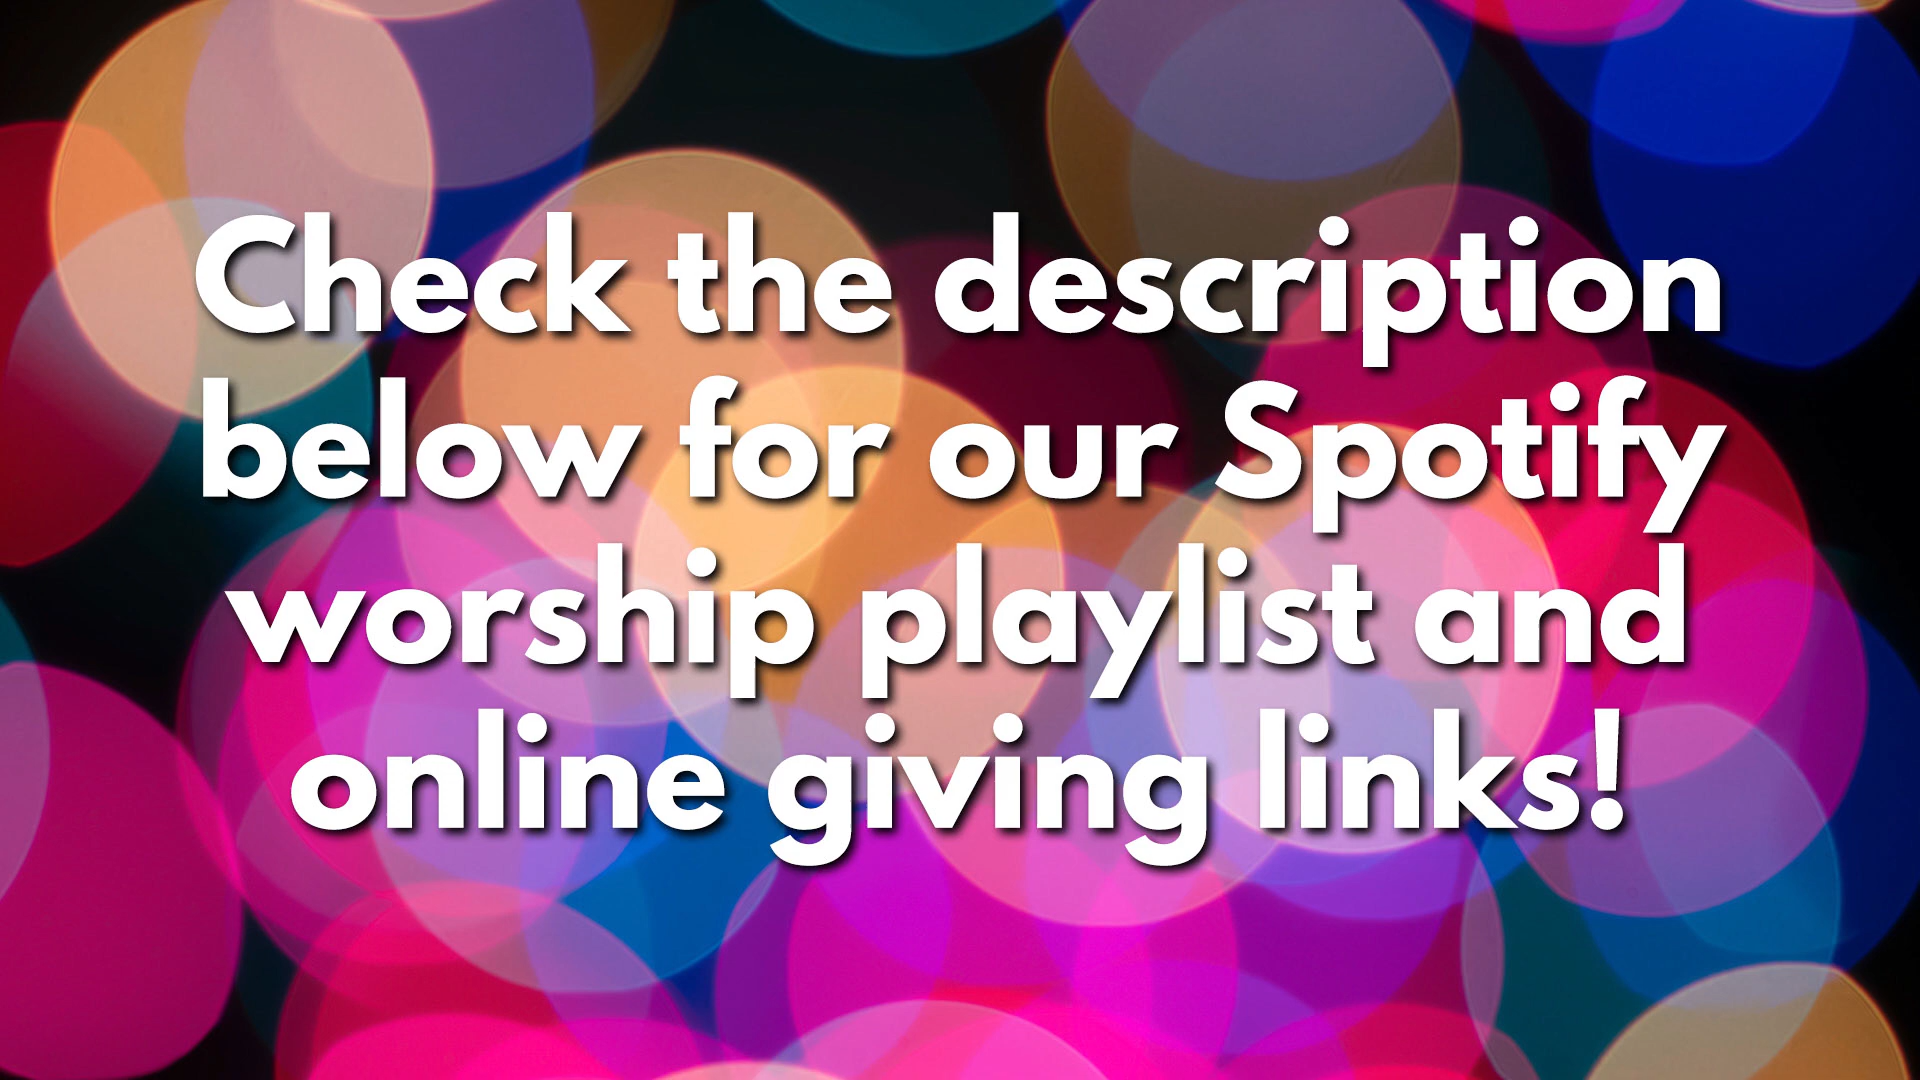 Check the description
below for our Spotify
worship playlist and
online giving links!